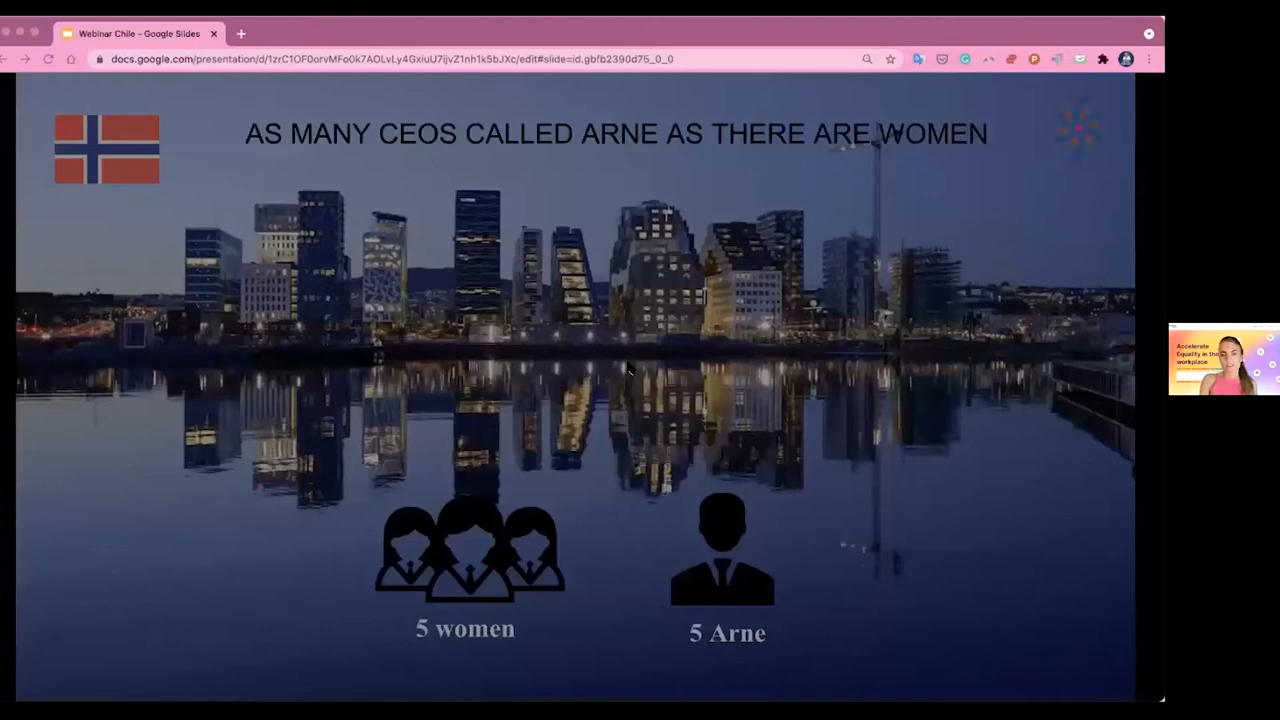 Webinar Chile - Google Slides
docs.google.com/presentation/d/1zrC1OF0orvMFo0k7AOLvLy4GxiuU7ijvZ1nh1k5bJXc/edit#slide=id.gbfb2390d75_0_0
AS MANY CEOS CALLED ARNE AS THERE ARE WOMEN
Accelerate
Equality in the
workplace
5 women
5 Arne